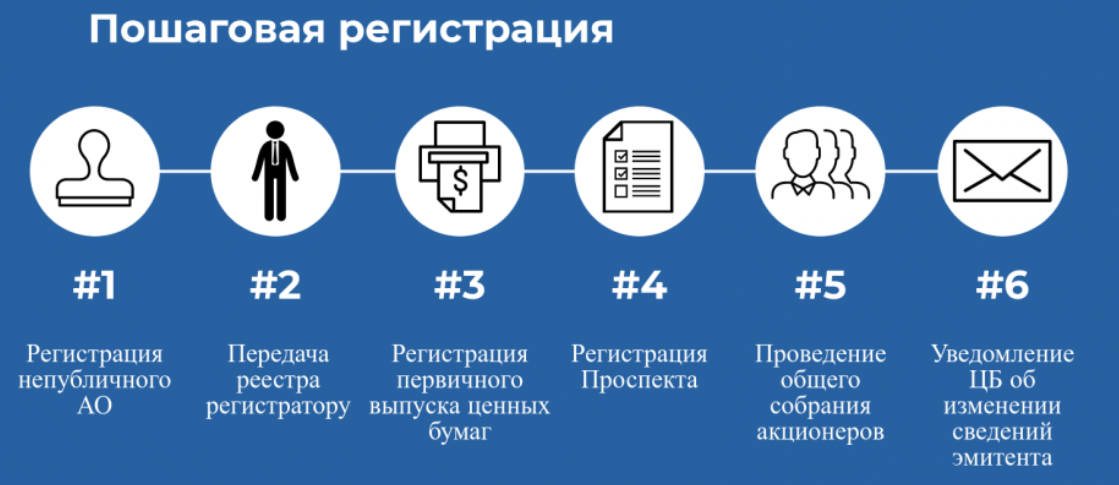 Пошаговая регистрация
#1
Регистрация
непубличного
АО
#2
Передача
реестра
регистратору
#3
Регистрация
первичного
выпуска ценных
бумаг
#4
Регистрация
Проспекта
#5
Проведение
общего
собрания
акционеров
#6
Уведомление
ЦБ об
изменении
сведений
эмитента